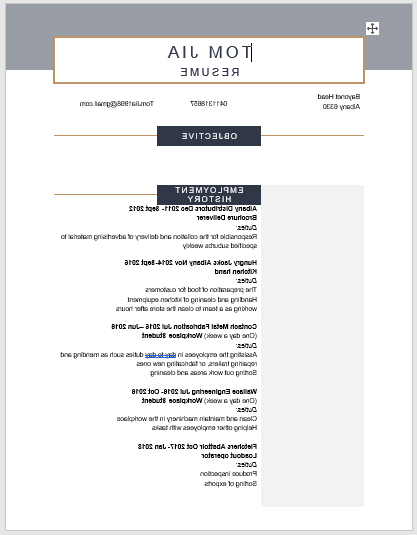 TOM JIA
RESUME
Bayonet Head
Albany 6330
0411318657
TomJia1998@gmail.com
OBJECTIVE
EMPLOYMENT
HISTORY
Albany Distributors Dec 2011- Sept 2012
Brochure Deliverer
Duties:
Responsible for the collation and delivery of advertising material to
specified suburbs weekly
Hungry Jacks Albany Nov 2014-Sept 2015
Kitchen hand
Duties:
The preparation of food for customers
Handling and cleaning of kitchen equipment
working as a team to clean the store after hours
Metal Fabrication Jul 2015 –Jun 2016
(One day a week) Workplace Student
Duties:
Assisting the employees in day to day duties such as mending and
repairing trailers, or fabricating new ones
Sorting out work areas and cleaning
Wallace Engineering Jul 2016- Oct 2016
(One day a week) Workplace Student
Duties:
Clean and maintain machinery in the workplace
Helping other employees with tasks
Fletchers Abattoir Oct 2017- Jan 2018
Loadout operator
Duties:
Produce inspection
Sorting of exports